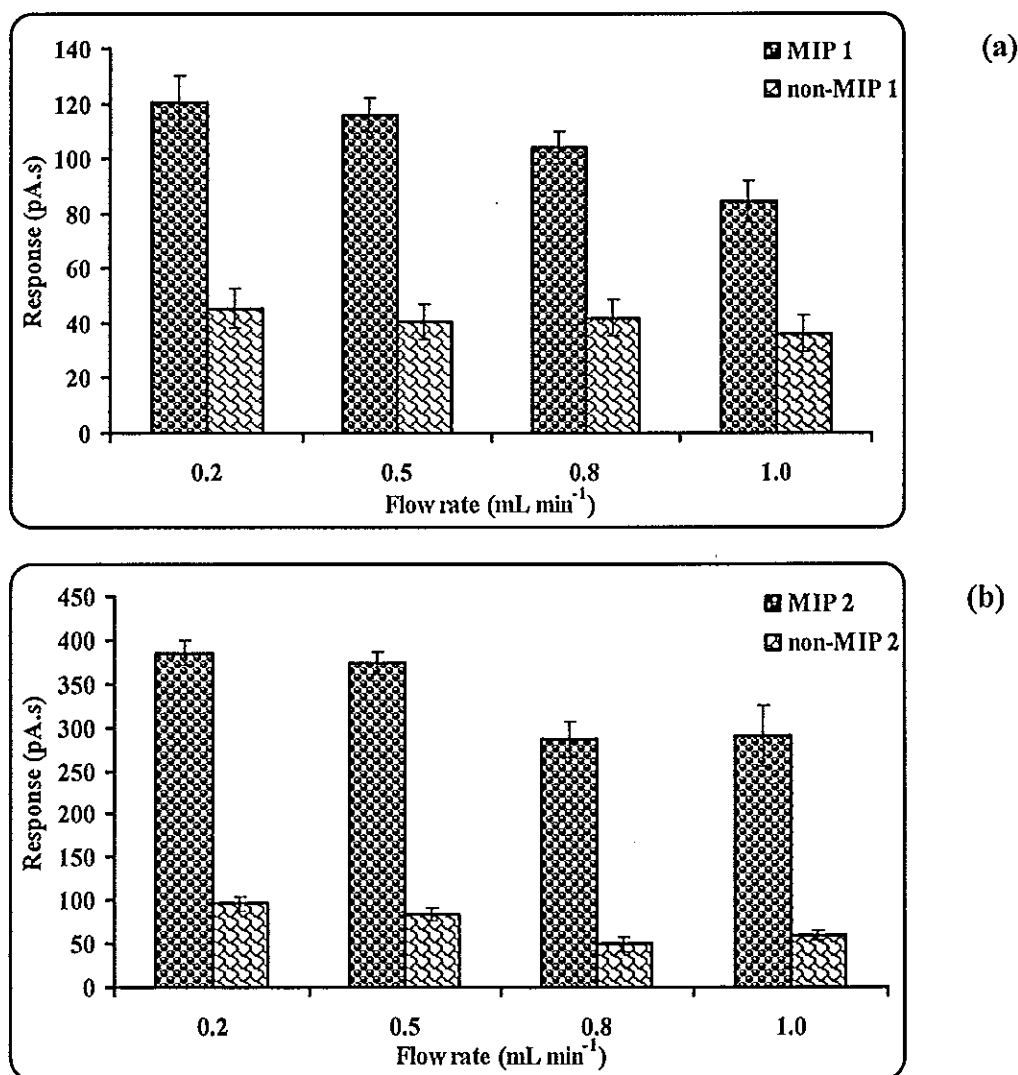 (a)
MIP 1
non-MIP 1
Response (pA.s)
140
120
100
80
60
40
20
0
0.2 0.5 0.8 1.0
Flow rate (mL min⁻¹)
(b)
MIP 2
non-MIP 2
Response (pA.s)
450
400
350
300
250
200
150
100
50
0
0.2 0.5 0.8 1.0
Flow rate (mL min⁻¹)